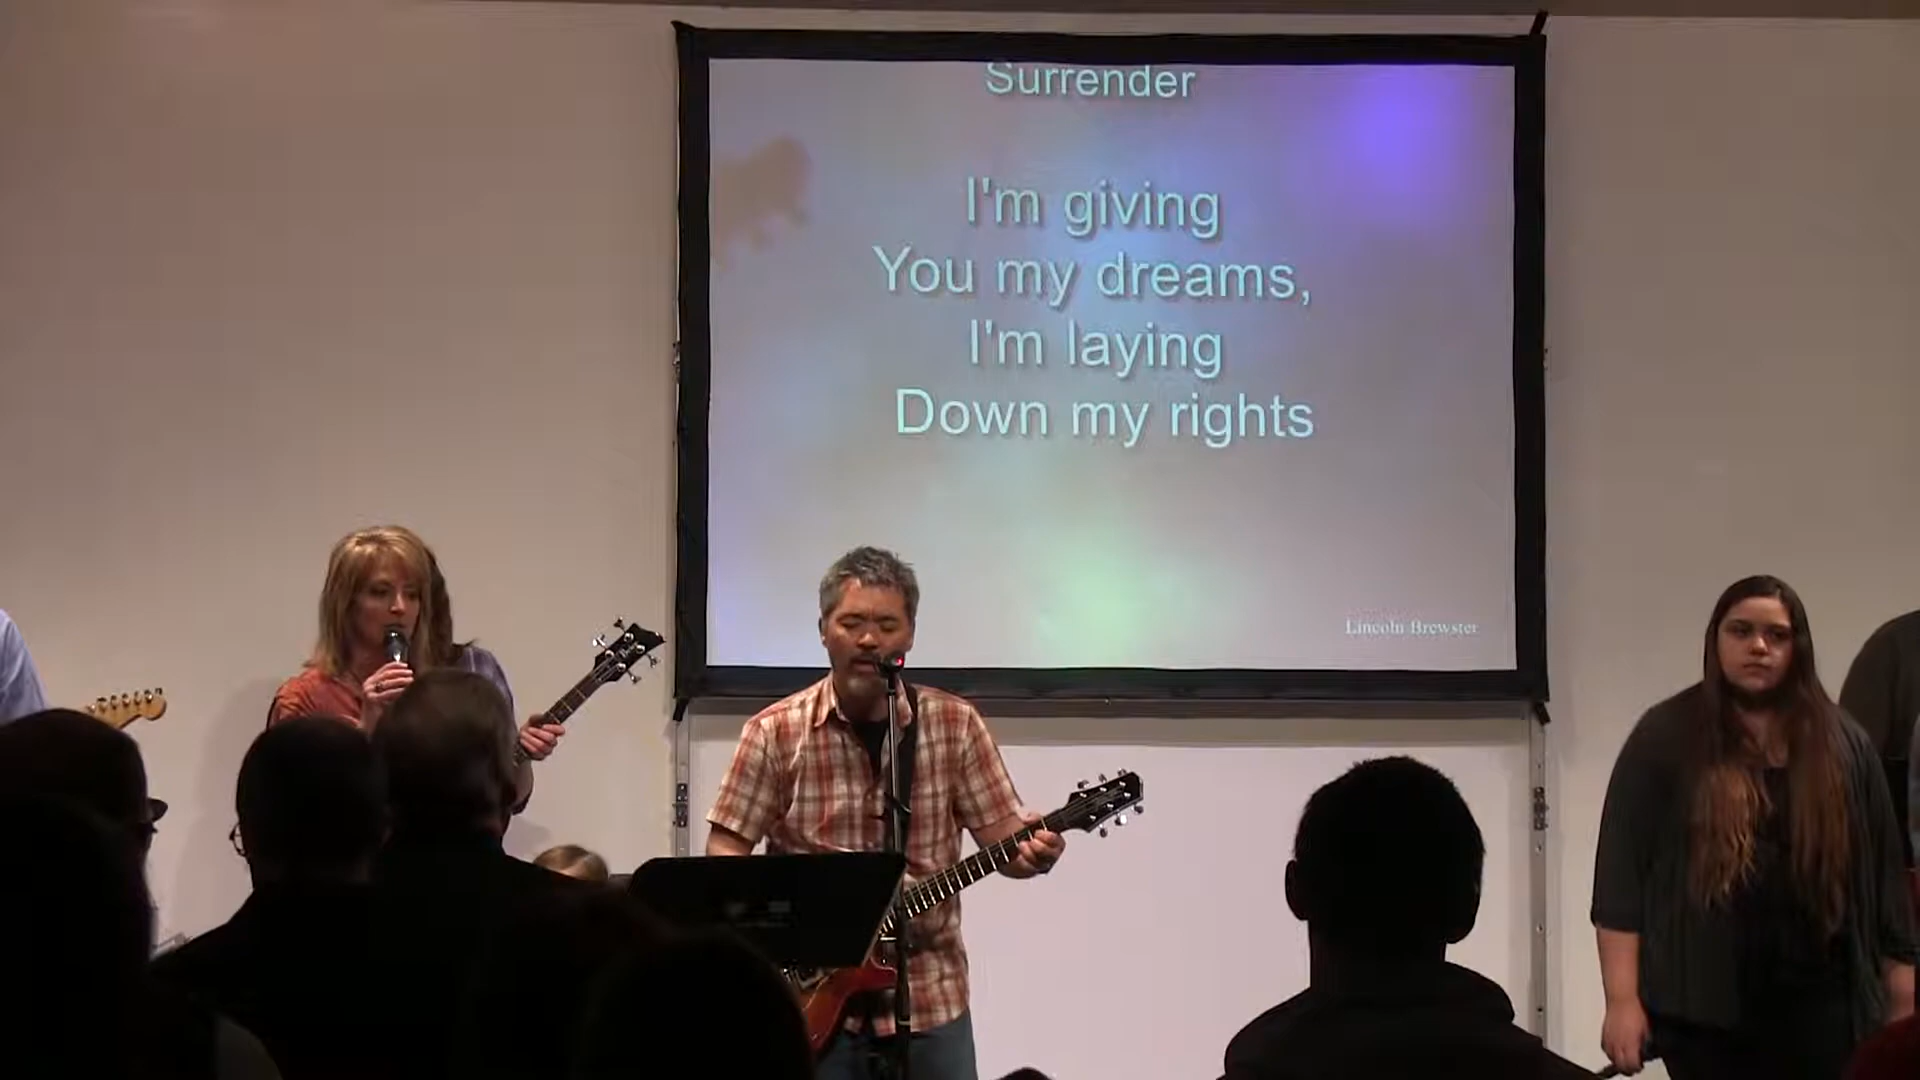 Surrender
I'm giving
You my dreams,
I'm laying
Down my rights
Lincoln Brewster